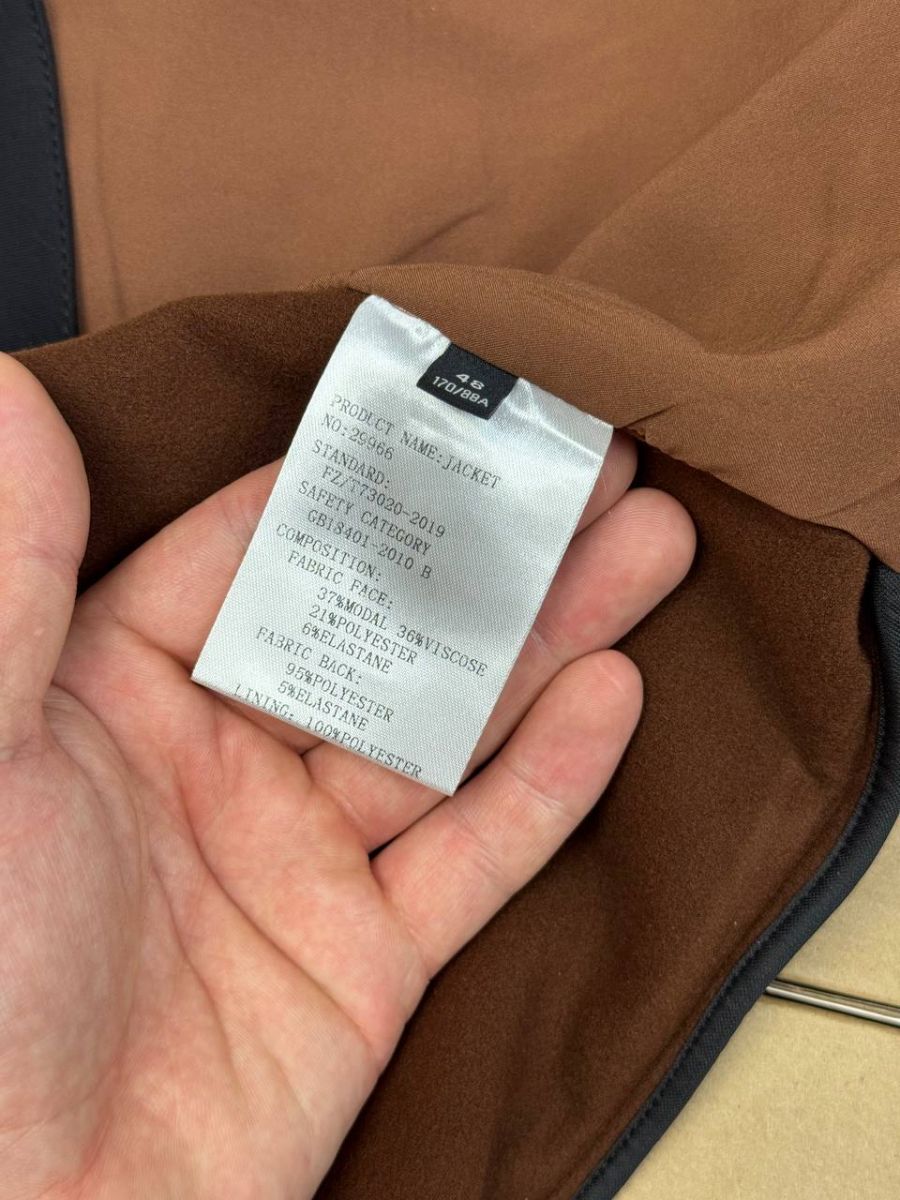 48
170/88A
PRODUCT NAME:JACKET
NO:29966
STANDARD:
FZ/T73020-2019
SAFETY CATEGORY
GB18401-2010 B
COMPOSITION:
FABRIC FACE:
37%MODAL 36%VISCOSE
21%POLYESTER
6%ELASTANE
FABRIC BACK:
95%POLYESTER
5%ELASTANE
LINING: 100%POLYESTER